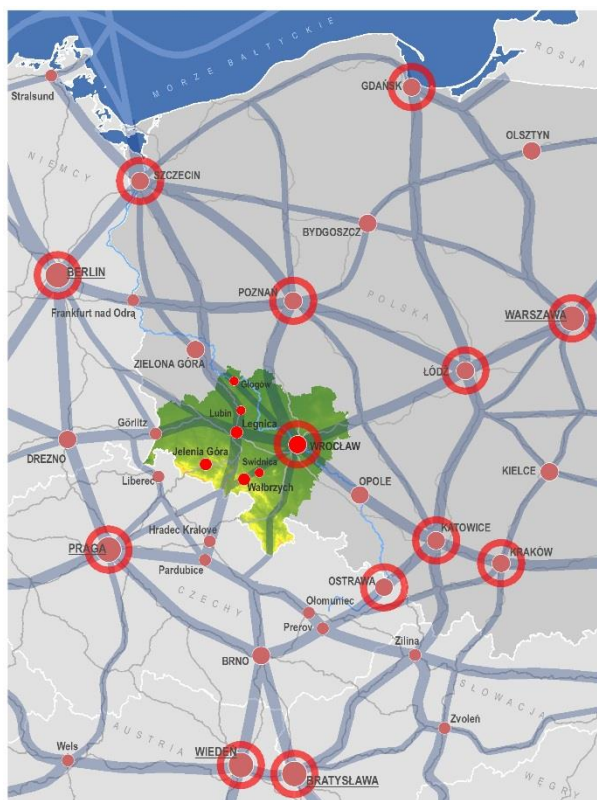 MORZE BAŁTYCKIE
ROSJA
Stralsund
GDAŃSK
OLSZTYN
NIEMCY
SZCZECIN
BYDGOSZCZ
BERLIN
POZNAŃ
POLSKA
Frankfurt nad Odrą
WARSZAWA
ZIELONA GÓRA
ŁÓDŹ
Głogów
Lubin
Legnica
Görlitz
DREZNO
WROCŁAW
Jelenia Góra
Świdnica
Liberec
Wałbrzych
OPOLE
KIELCE
Hradec Králove
KATOWICE
PRAGA
KRAKÓW
Pardubice
OSTRAWA
CZECHY
Ołomuniec
Prerov
BRNO
Zilina
SŁOWACJA
Zvoleń
AUSTRIA
Wels
WIEDEŃ
BRATYSŁAWA
WĘGRY